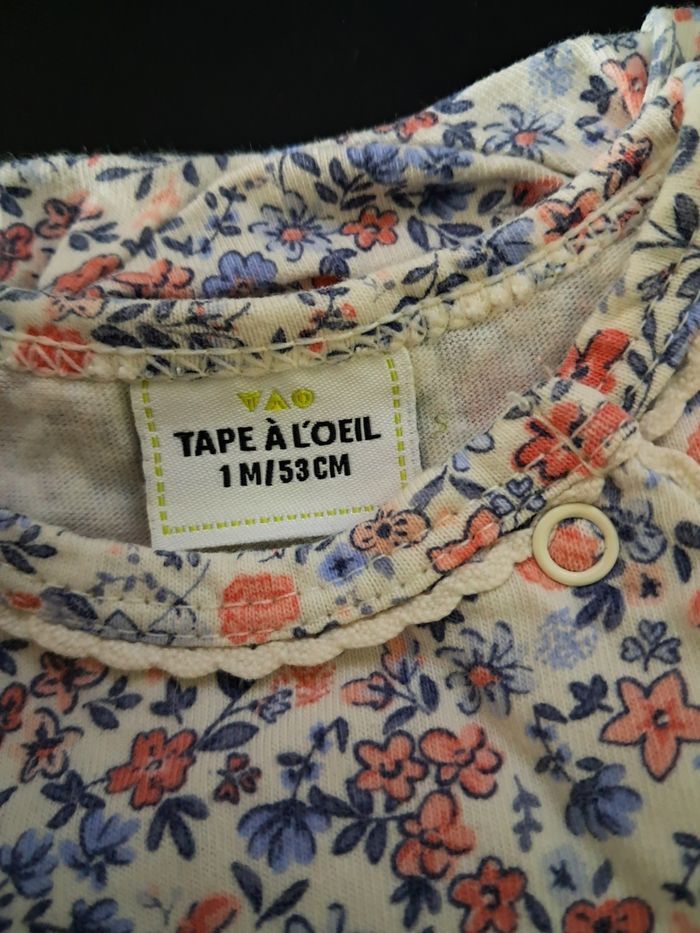 TAO
TAPE À L'OEIL
1 M/53 CM